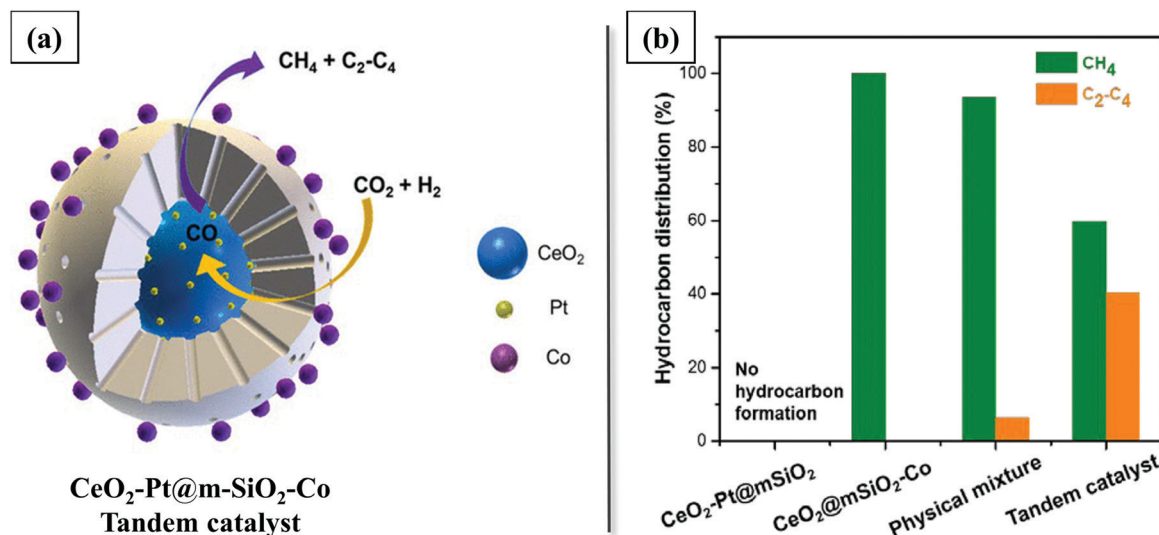 (a)
CH₄ + C₂-C₄
CO₂ + H₂
CO
CeO₂
Pt
Co
CeO₂-Pt@m-SiO₂-Co
Tandem catalyst
(b)
Hydrocarbon distribution (%)
100
80
60
40
20
0
CH₄
C₂-C₄
No
hydrocarbon
formation
CeO₂-Pt@mSiO₂
CeO₂@mSiO₂-Co
Physical mixture
Tandem catalyst